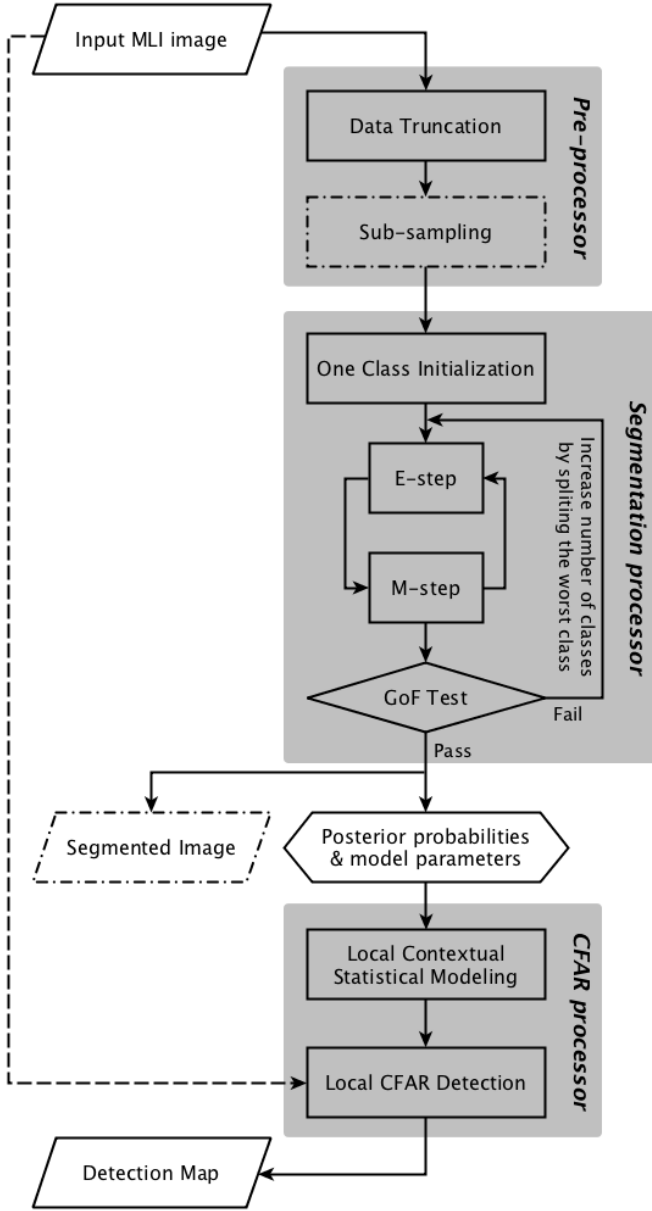 Input MLI image
Pre-processor
Data Truncation
Sub-sampling
Segmentation processor
One Class Initialization
Increase number of classes
by spliting the worst class
E-step
M-step
GoF Test
Fail
Pass
Segmented Image
Posterior probabilities
& model parameters
CFAR processor
Local Contextual
Statistical Modeling
Local CFAR Detection
Detection Map